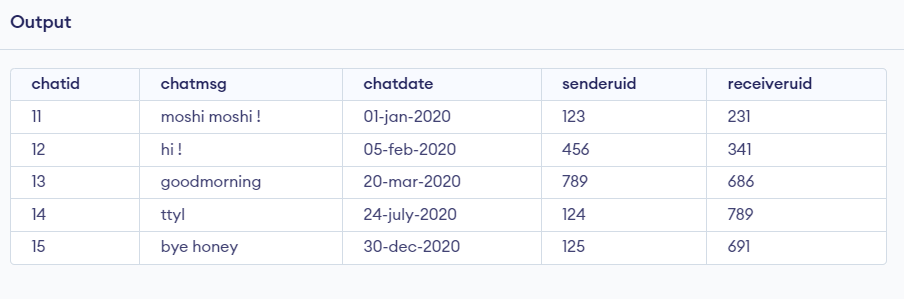 Output
chatid chatmsg chatdate senderuid receiveruid
11 moshi moshi ! 01-jan-2020 123 231
12 hi ! 05-feb-2020 456 341
13 goodmorning 20-mar-2020 789 686
14 ttyl 24-july-2020 124 789
15 bye honey 30-dec-2020 125 691